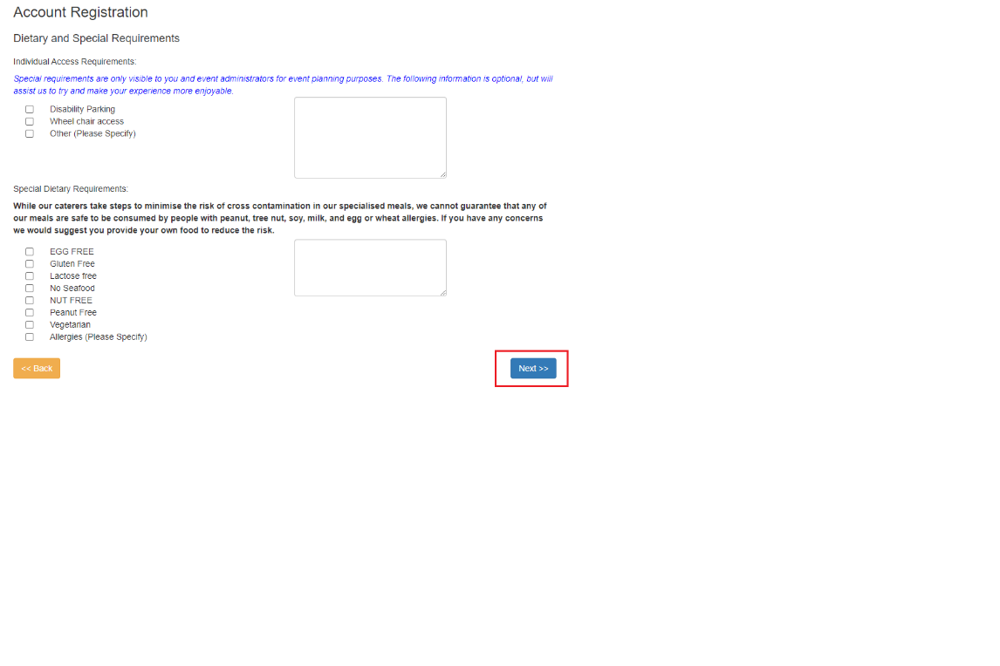 Account Registration
Dietary and Special Requirements
Individual Access Requirements:
Special requirements are only visible to you and event administrators for event planning purposes. The following information is optional, but will
assist us to try and make your experience more enjoyable.
Disability Parking
Wheel chair access
Other (Please Specify)
Special Dietary Requirements:
While our caterers take steps to minimise the risk of cross contamination in our specialised meals, we cannot guarantee that any of
our meals are safe to be consumed by people with peanut, tree nut, soy, milk, and egg or wheat allergies. If you have any concerns
we would suggest you provide your own food to reduce the risk.
EGG FREE
Gluten Free
Lactose free
No Seafood
NUT FREE
Peanut Free
Vegetarian
Allergies (Please Specify)
<< Back
Next >>